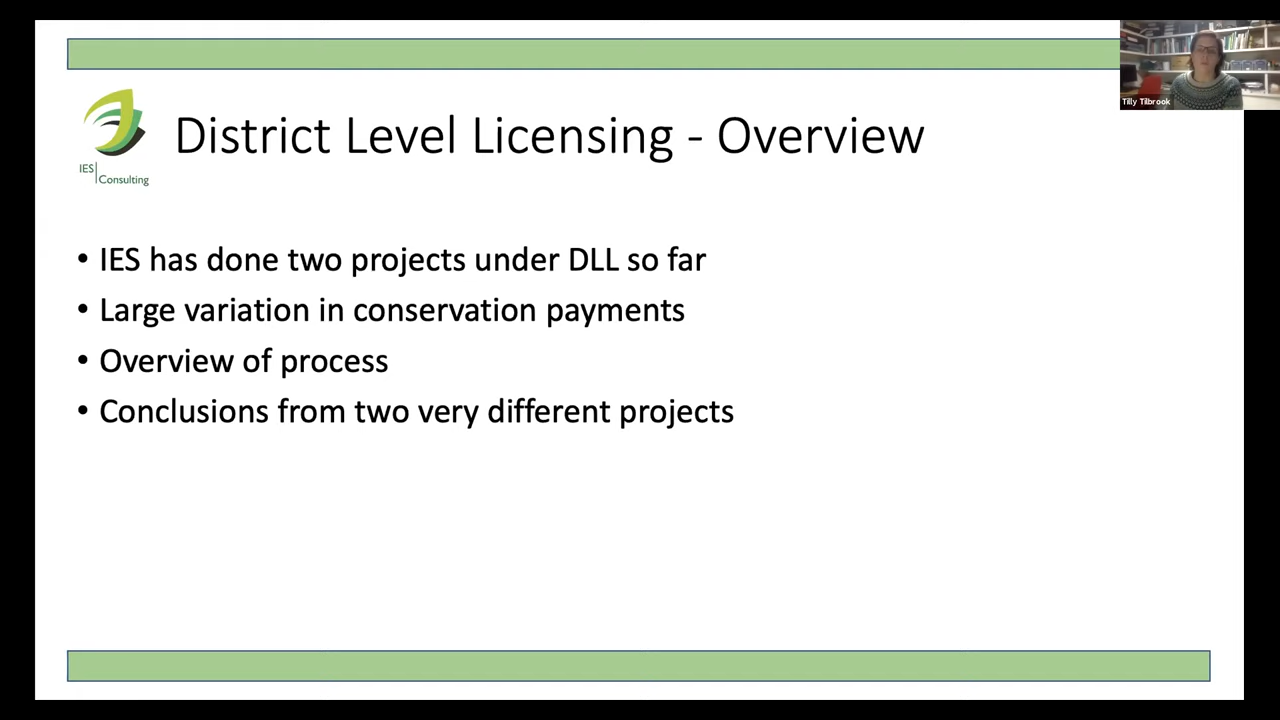 Tilly Tilbrook
District Level Licensing - Overview
IES
Consulting
• IES has done two projects under DLL so far
• Large variation in conservation payments
• Overview of process
• Conclusions from two very different projects